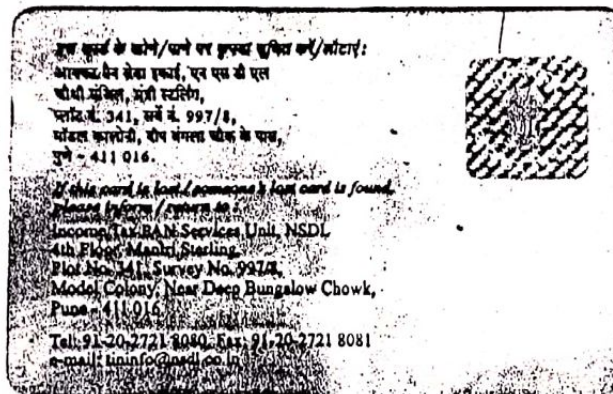 इस कार्ड के खोने/पाने पर कृपया सूचित करें/लौटाएं:
आयकर पैन सेवा इकाई, एन एस डी एल
चौथी मंजिल, मंत्री स्टर्लिंग,
प्लॉट नं. 341, सर्वे नं. 997/8,
मॉडल कालोनी, दीप बंगला चौक के पास,
पुणे - 411 016.
If this card is lost / someone's lost card is found,
please inform / return to :
Income Tax PAN Services Unit, NSDL
4th Floor, Mantri Sterling,
Plot No. 341, Survey No. 997/8,
Model Colony, Near Deep Bungalow Chowk,
Pune - 411 016.
Tel: 91-20-2721 8080, Fax: 91-20-2721 8081
e-mail: tininfo@nsdl.co.in